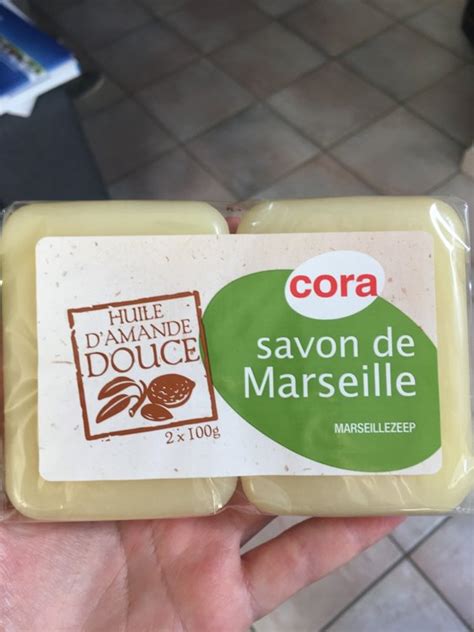 HUILE
D'AMANDE
DOUCE
2 x 100g
cora
savon de
Marseille
MARSEILLEZEEP